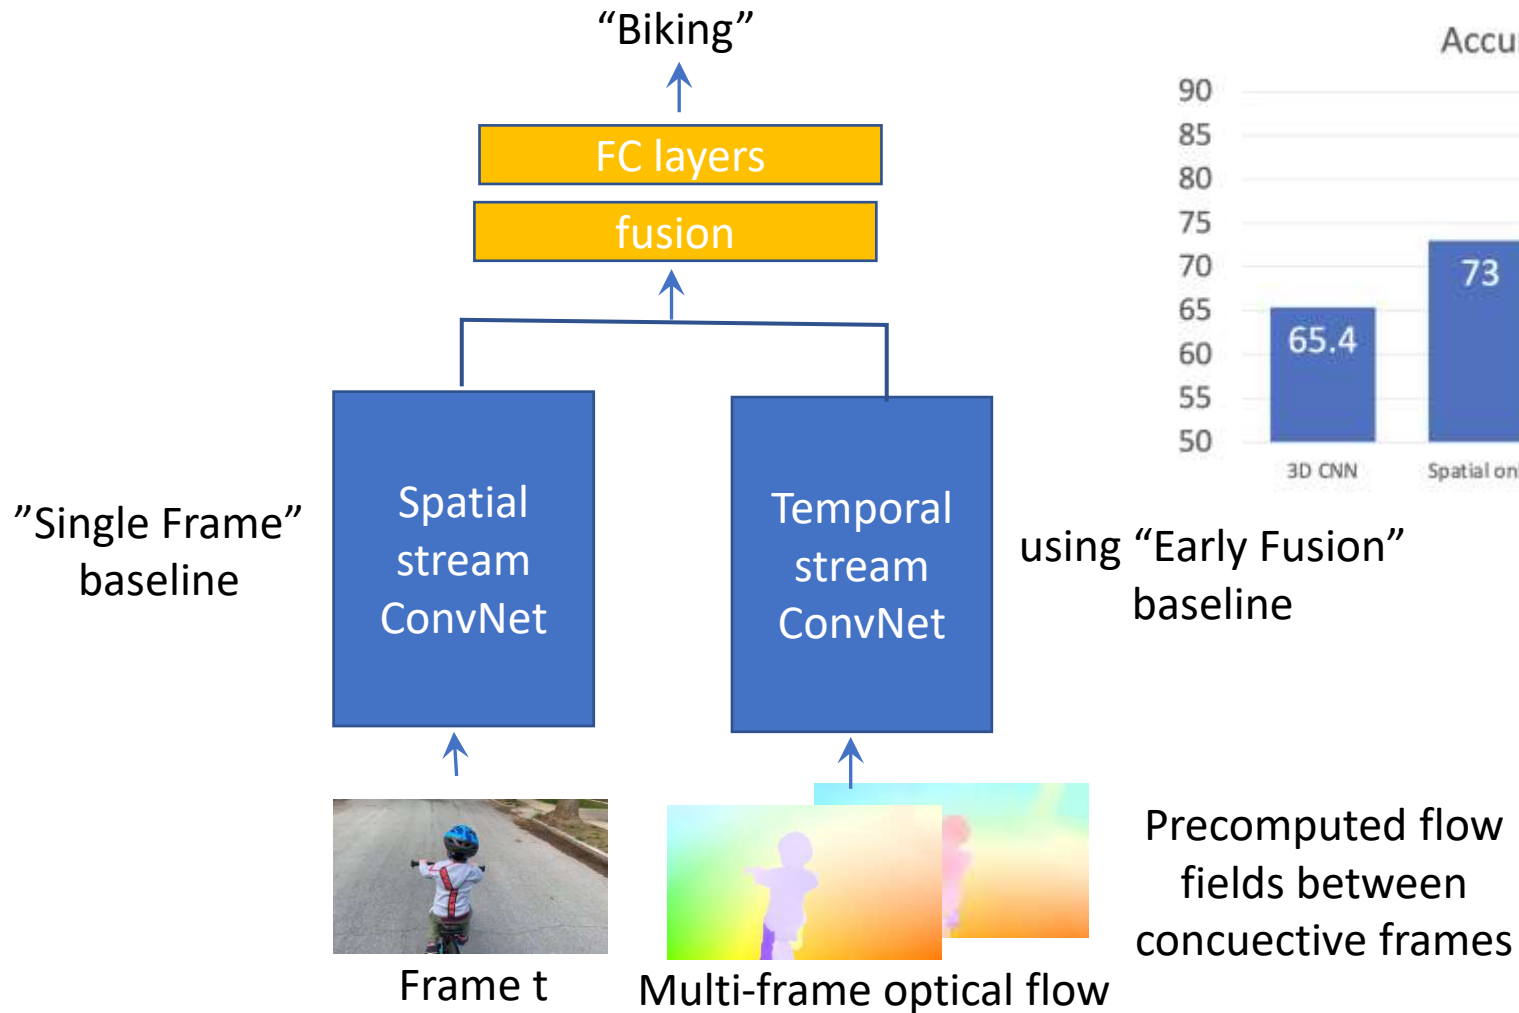 “Biking”
FC layers
fusion
”Single Frame”
baseline
Spatial
stream
ConvNet
Temporal
stream
ConvNet
using “Early Fusion”
baseline
Frame t
Multi-frame optical flow
Precomputed flow
fields between
concuective frames
90
85
80
75
70
65
60
55
50
65.4
73
3D CNN
Spatial